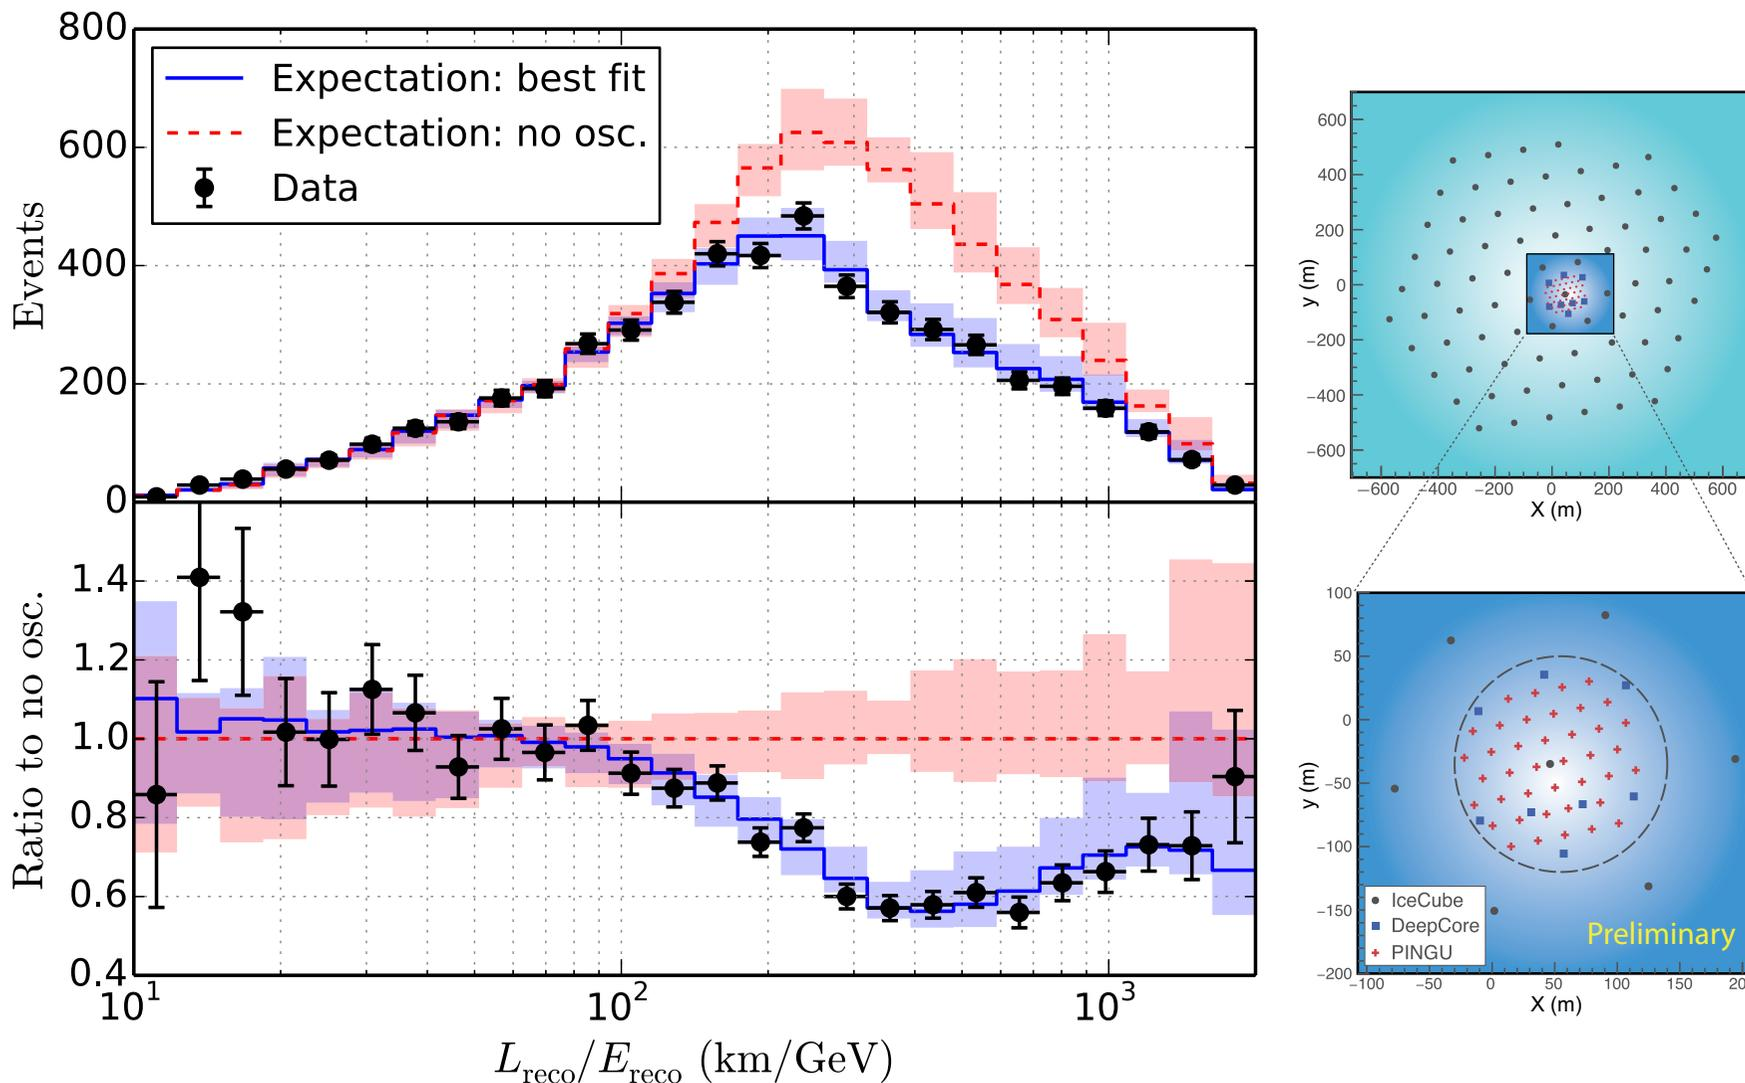 800
600
400
200
0
Events
Expectation: best fit
Expectation: no osc.
Data
1.4
1.2
1.0
0.8
0.6
0.4
Ratio to no osc.
10¹ 10² 10³
L_reco/E_reco (km/GeV)
600
400
200
0
−200
−400
−600
y (m)
−600 −400 −200 0 200 400 600
X (m)
100
50
0
−50
−100
−150
−200
y (m)
IceCube
DeepCore
PINGU
Preliminary
−100 −50 0 50 100 150 20
X (m)